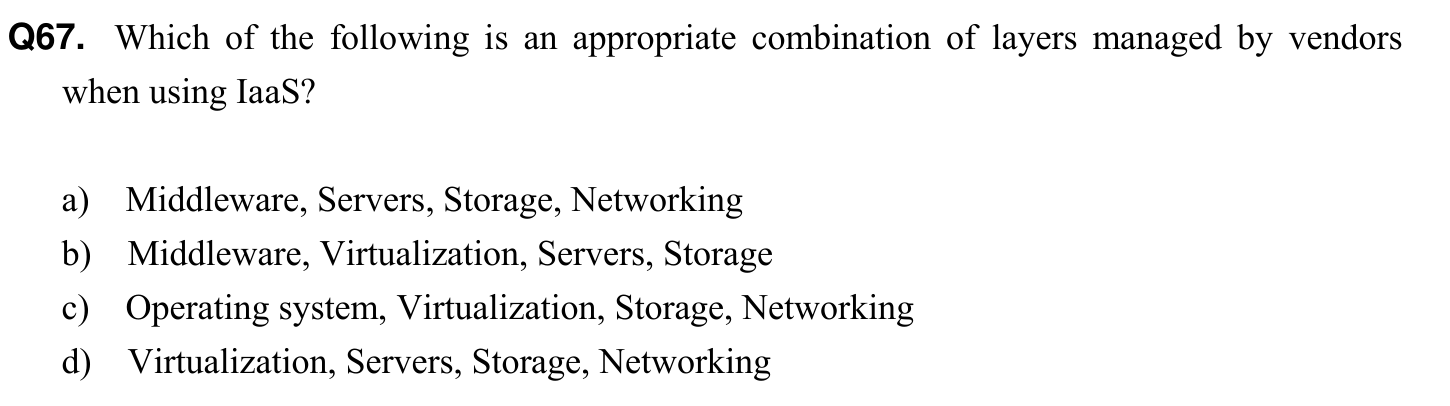 Q67. Which of the following is an appropriate combination of layers managed by vendors
when using IaaS?
a) Middleware, Servers, Storage, Networking
b) Middleware, Virtualization, Servers, Storage
c) Operating system, Virtualization, Storage, Networking
d) Virtualization, Servers, Storage, Networking